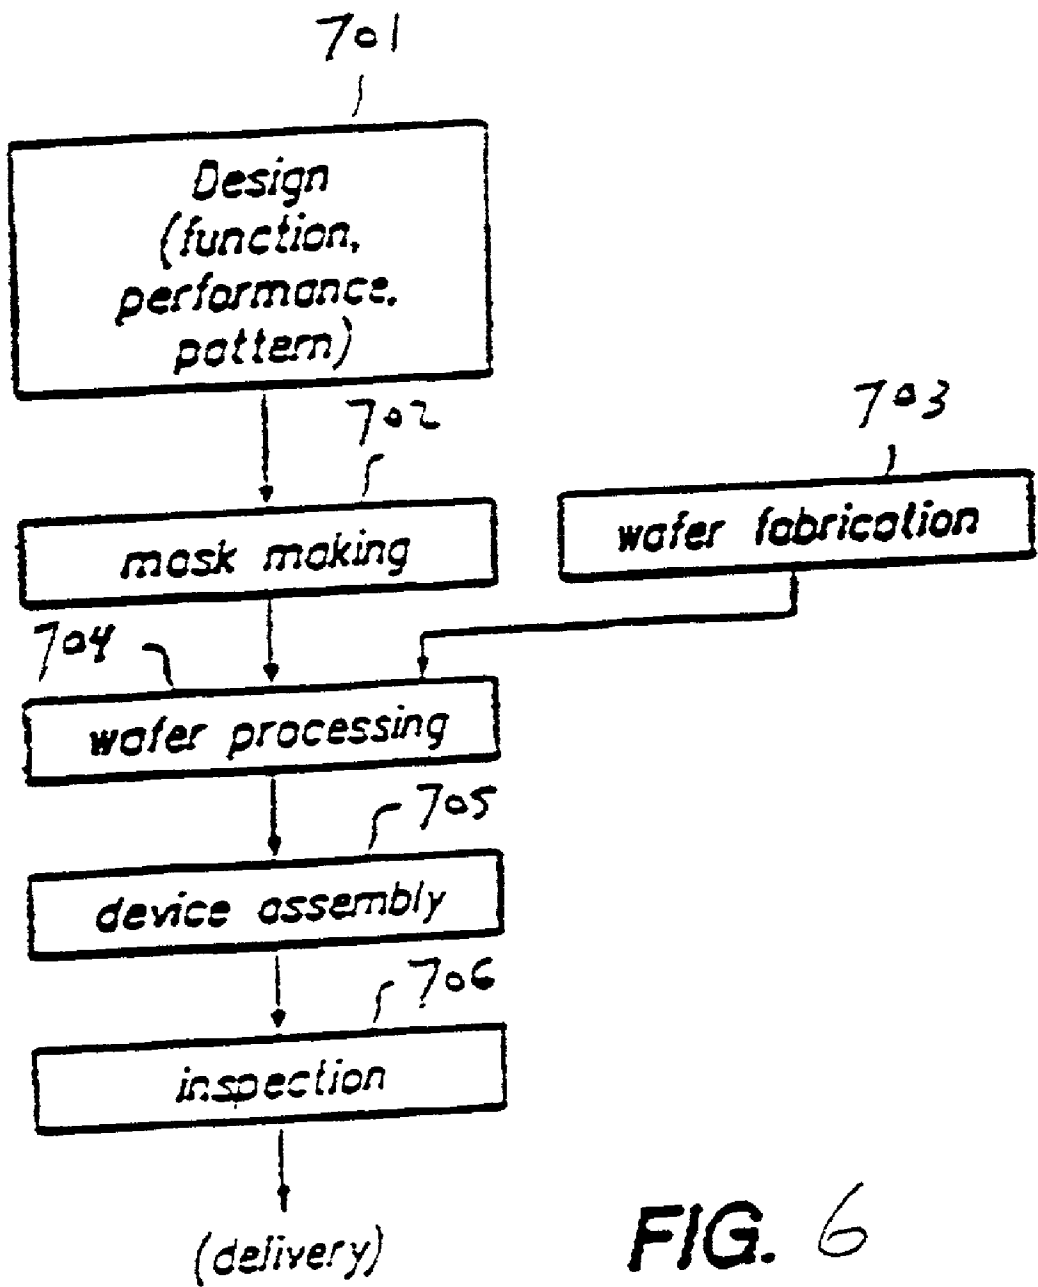 701
Design
(function,
performance,
pattern)
702
703
mask making
wafer fabrication
704
wafer processing
705
device assembly
706
inspection
(delivery)
FIG. 6